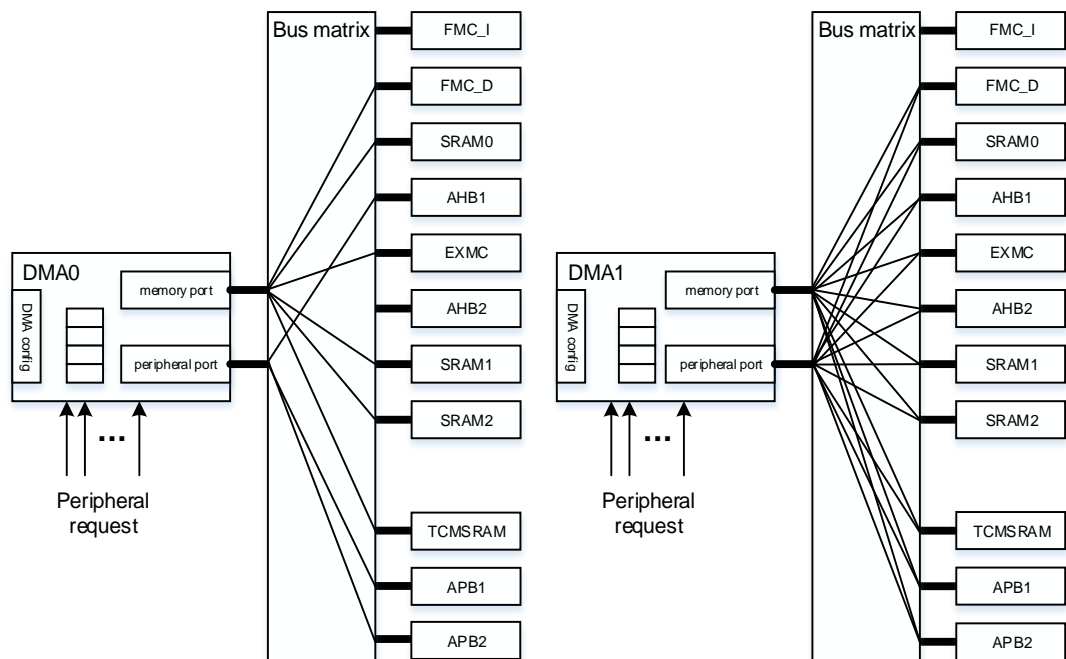 Bus matrix
FMC_I
FMC_D
SRAM0
AHB1
EXMC
AHB2
SRAM1
SRAM2
TCMSRAM
APB1
APB2
DMA0
DMA config
memory port
peripheral port
...
Peripheral
request
Bus matrix
FMC_I
FMC_D
SRAM0
AHB1
EXMC
AHB2
SRAM1
SRAM2
TCMSRAM
APB1
APB2
DMA1
DMA config
memory port
peripheral port
...
Peripheral
request